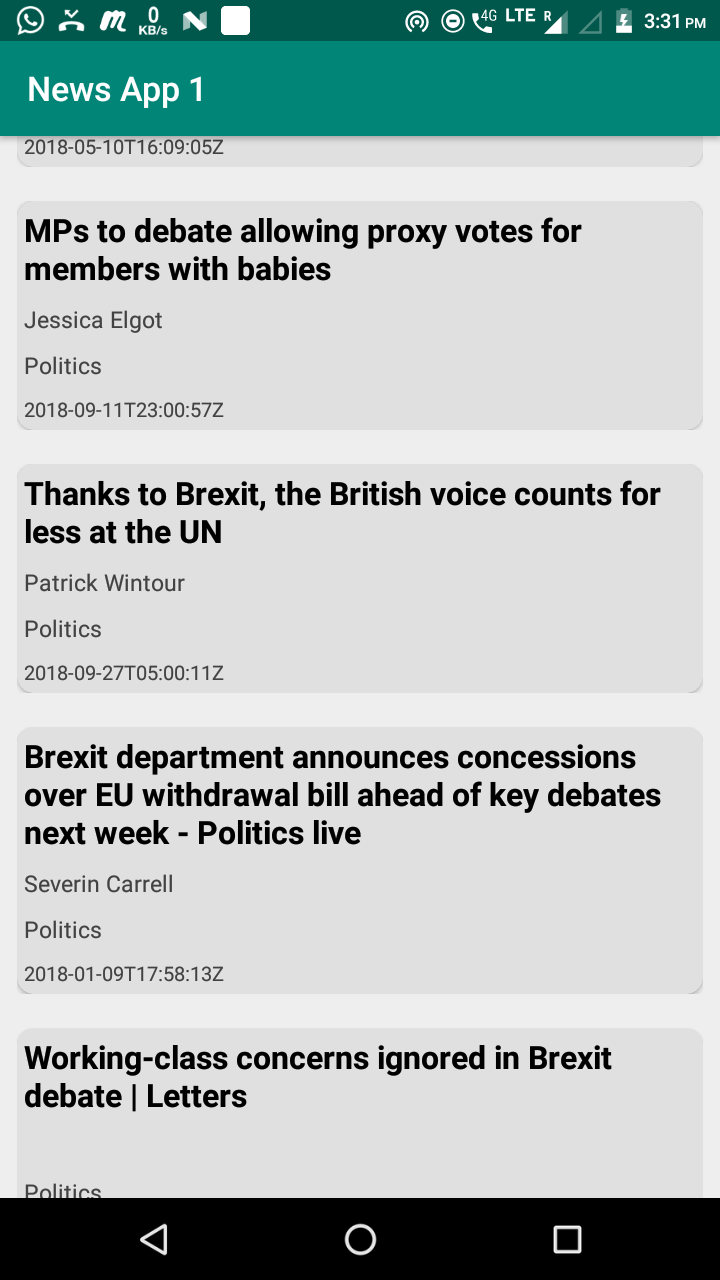 0
KB/s
4G
LTE
R
3:31 PM
News App 1
2018-05-10T16:09:05Z
MPs to debate allowing proxy votes for
members with babies
Jessica Elgot
Politics
2018-09-11T23:00:57Z
Thanks to Brexit, the British voice counts for
less at the UN
Patrick Wintour
Politics
2018-09-27T05:00:11Z
Brexit department announces concessions
over EU withdrawal bill ahead of key debates
next week - Politics live
Severin Carrell
Politics
2018-01-09T17:58:13Z
Working-class concerns ignored in Brexit
debate | Letters
Politics